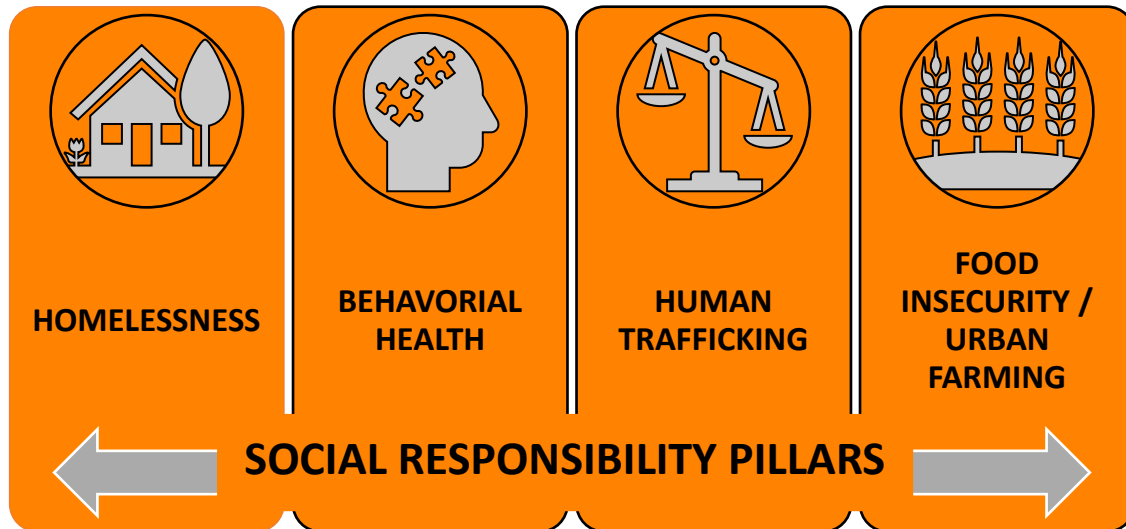 HOMELESSNESS
BEHAVORIAL
HEALTH
HUMAN
TRAFFICKING
FOOD
INSECURITY /
URBAN
FARMING
SOCIAL RESPONSIBILITY PILLARS